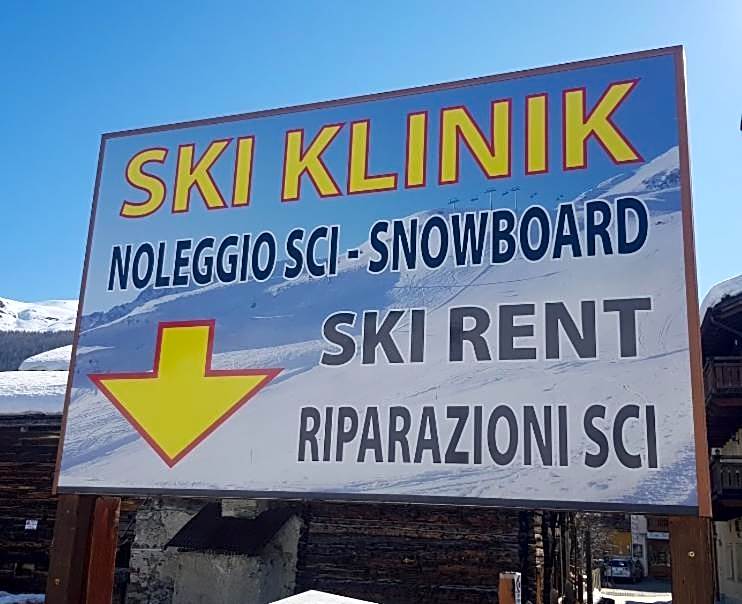 SKI KLINIK
NOLEGGIO SCI - SNOWBOARD
SKI RENT
RIPARAZIONI SCI